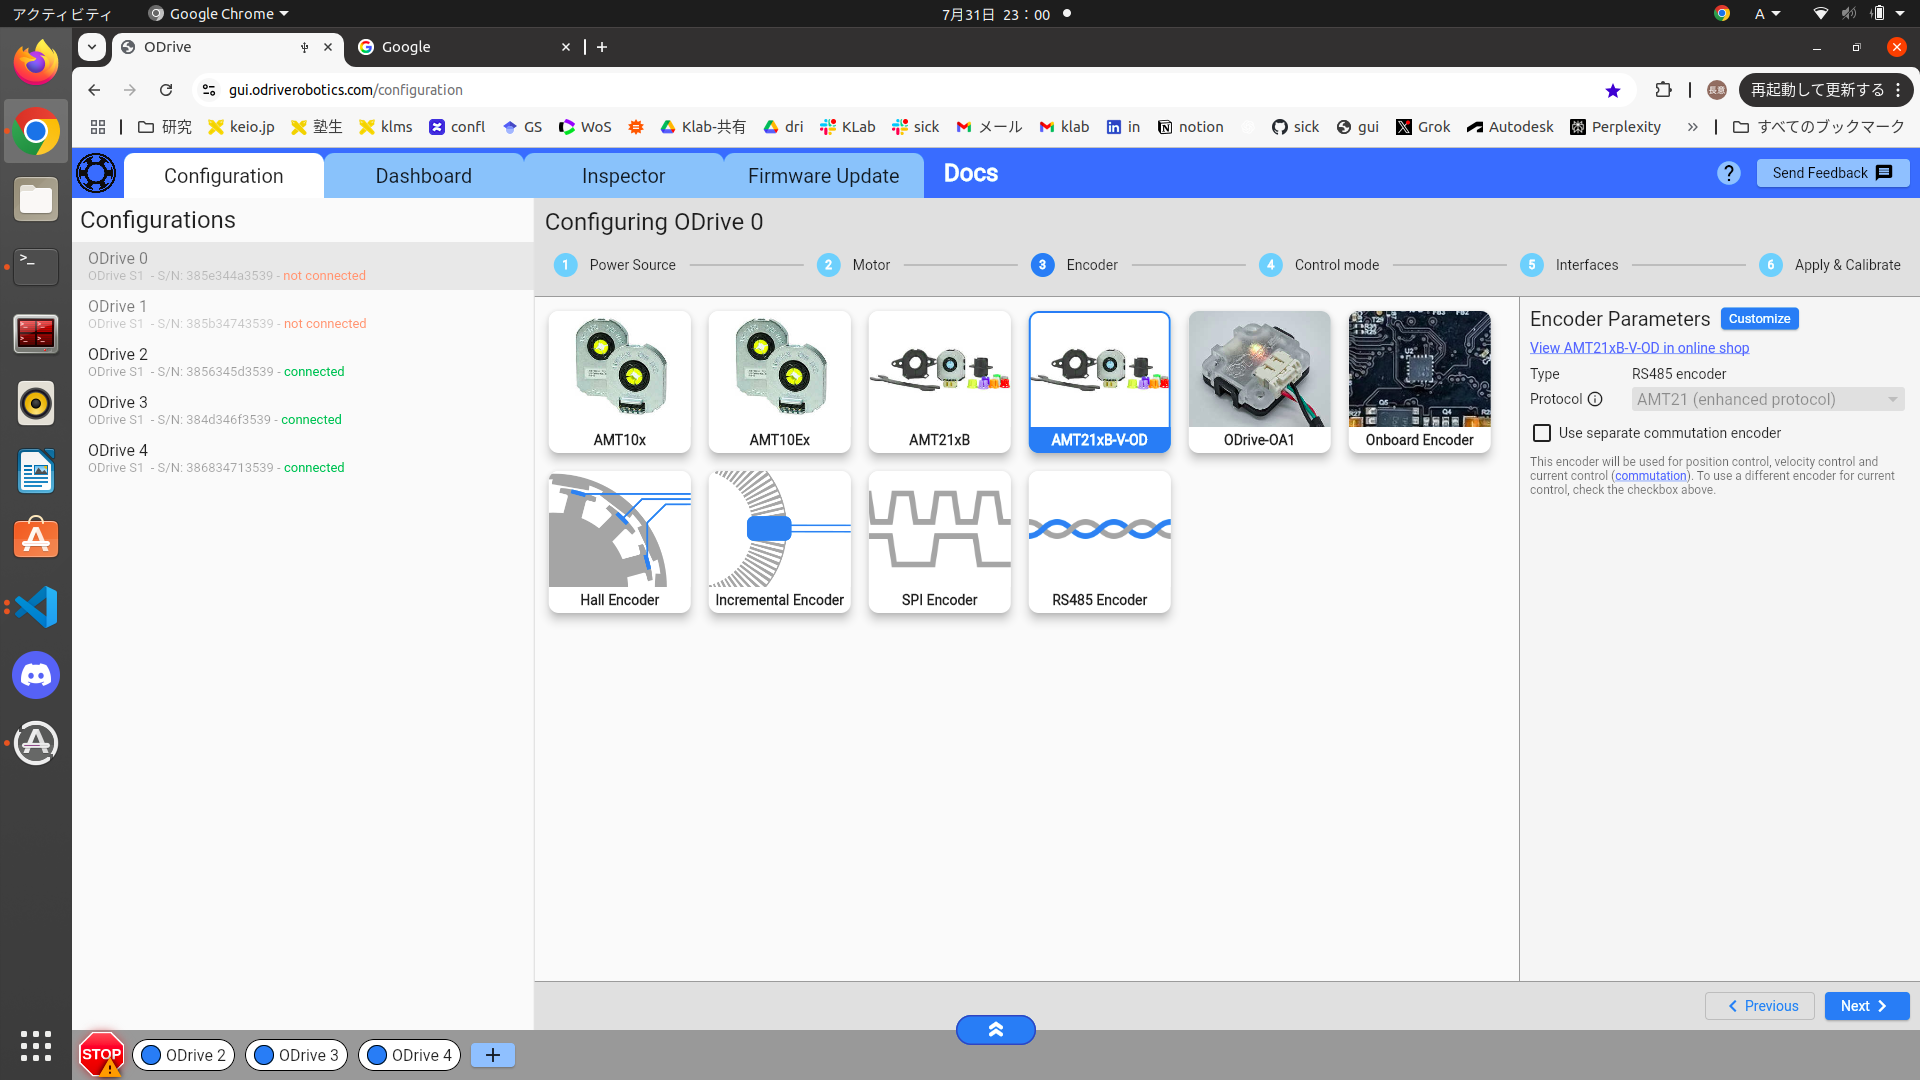 アクティビティ
Google Chrome
7月31日 23：00
A
ODrive
Google
gui.odriverobotics.com/configuration
長意
再起動して更新する
研究
keio.jp
塾生
klms
confl
GS
WoS
Klab-共有
dri
KLab
sick
メール
klab
in
notion
sick
gui
Grok
Autodesk
Perplexity
すべてのブックマーク
Configuration
Dashboard
Inspector
Firmware Update
Docs
Send Feedback
Configurations
ODrive 0
ODrive S1 - S/N: 385e344a3539 - not connected
ODrive 1
ODrive S1 - S/N: 385b34743539 - not connected
ODrive 2
ODrive S1 - S/N: 3856345d3539 - connected
ODrive 3
ODrive S1 - S/N: 384d346f3539 - connected
ODrive 4
ODrive S1 - S/N: 386834713539 - connected
Configuring ODrive 0
1 Power Source
2 Motor
3 Encoder
4 Control mode
5 Interfaces
6 Apply & Calibrate
AMT10x
AMT10Ex
AMT21xB
AMT21xB-V-OD
ODrive-OA1
Onboard Encoder
Hall Encoder
Incremental Encoder
SPI Encoder
RS485 Encoder
Encoder Parameters
Customize
View AMT21xB-V-OD in online shop
Type RS485 encoder
Protocol AMT21 (enhanced protocol)
Use separate commutation encoder
This encoder will be used for position control, velocity control and
current control (commutation). To use a different encoder for current
control, check the checkbox above.
Previous
Next
STOP
ODrive 2
ODrive 3
ODrive 4